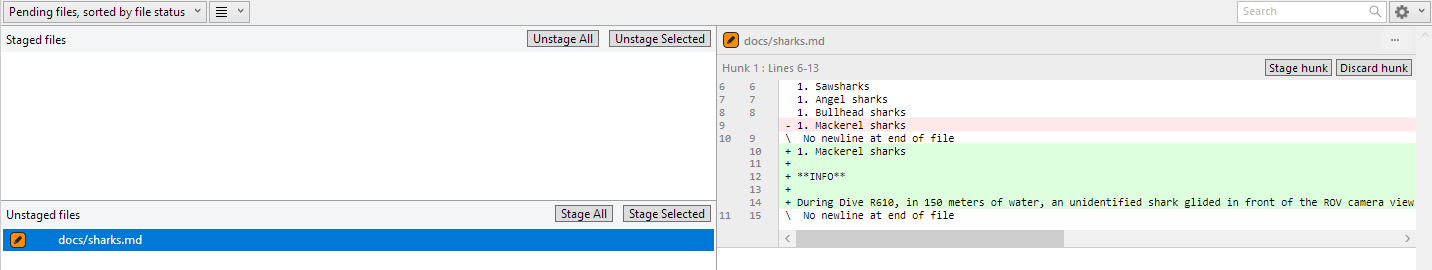 Pending files, sorted by file status
Search
Staged files
Unstage All
Unstage Selected
Unstaged files
Stage All
Stage Selected
docs/sharks.md
docs/sharks.md
...
Hunk 1 : Lines 6-13
Stage hunk
Discard hunk
6 6 1. Sawsharks
7 7 1. Angel sharks
8 8 1. Bullhead sharks
9 - 1. Mackerel sharks
10 9 \ No newline at end of file
10 + 1. Mackerel sharks
11 +
12 + **INFO**
13 +
14 + During Dive R610, in 150 meters of water, an unidentified shark glided in front of the ROV camera view
11 15 \ No newline at end of file